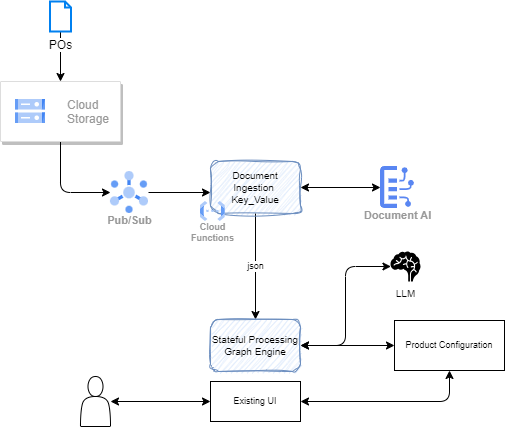 POs
Cloud
Storage
Document
Ingestion
Key_Value
Pub/Sub
Document AI
Cloud
Functions
json
LLM
Stateful Processing
Graph Engine
Product Configuration
Existing UI